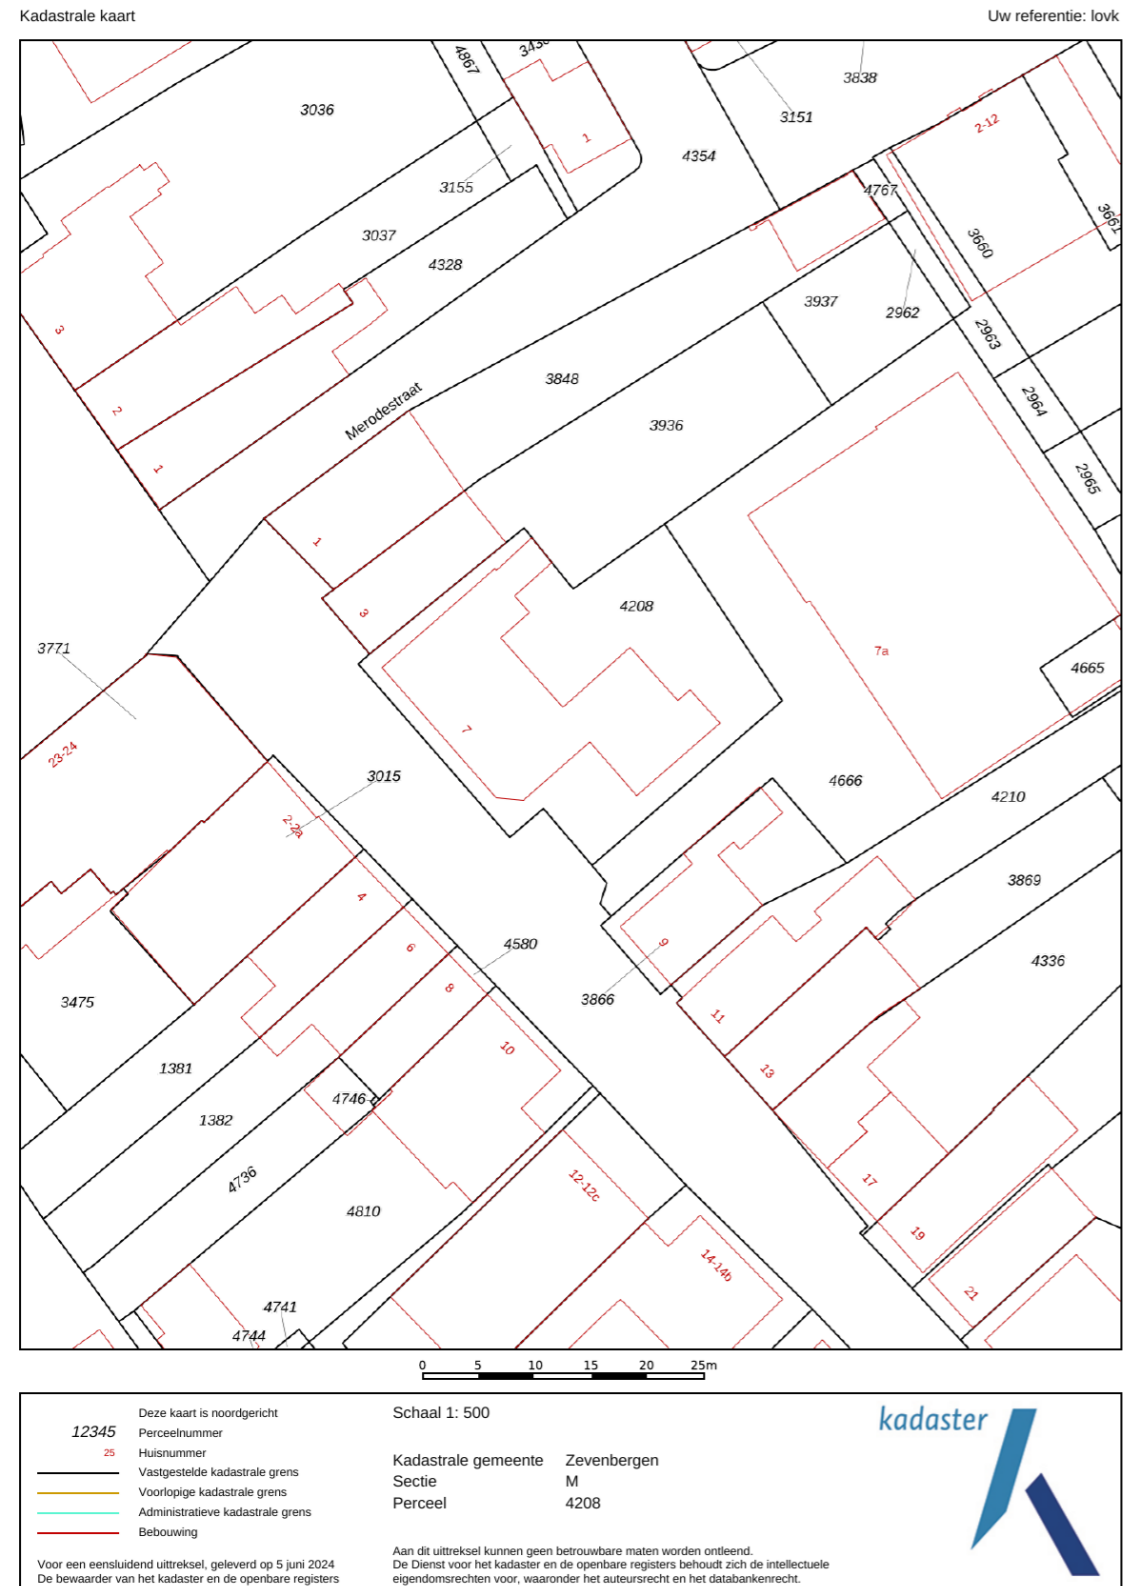 Kadastrale kaart
Uw referentie: lovk
4867
3838
3036
3151
2-12
1
4354
3155
4767
3661
3037
3660
4328
3937
2962
3
2963
3848
2964
2
Merodestraat
3936
1
2965
1
3
4208
3771
7a
4665
7
23-24
3015
4666
4210
2-2a
3869
4
9
6
4580
4336
8
3866
3475
11
10
1381
13
4746
1382
4736
17
12-12c
4810
19
14-14b
21
4741
4744
0 5 10 15 20 25m
Deze kaart is noordgericht
12345 Perceelnummer
25 Huisnummer
Vastgestelde kadastrale grens
Voorlopige kadastrale grens
Administratieve kadastrale grens
Bebouwing
Voor een eensluidend uittreksel, geleverd op 5 juni 2024
De bewaarder van het kadaster en de openbare registers
Schaal 1: 500
Kadastrale gemeente Zevenbergen
Sectie M
Perceel 4208
Aan dit uittreksel kunnen geen betrouwbare maten worden ontleend.
De Dienst voor het kadaster en de openbare registers behoudt zich de intellectuele
eigendomsrechten voor, waaronder het auteursrecht en het databankenrecht.
kadaster